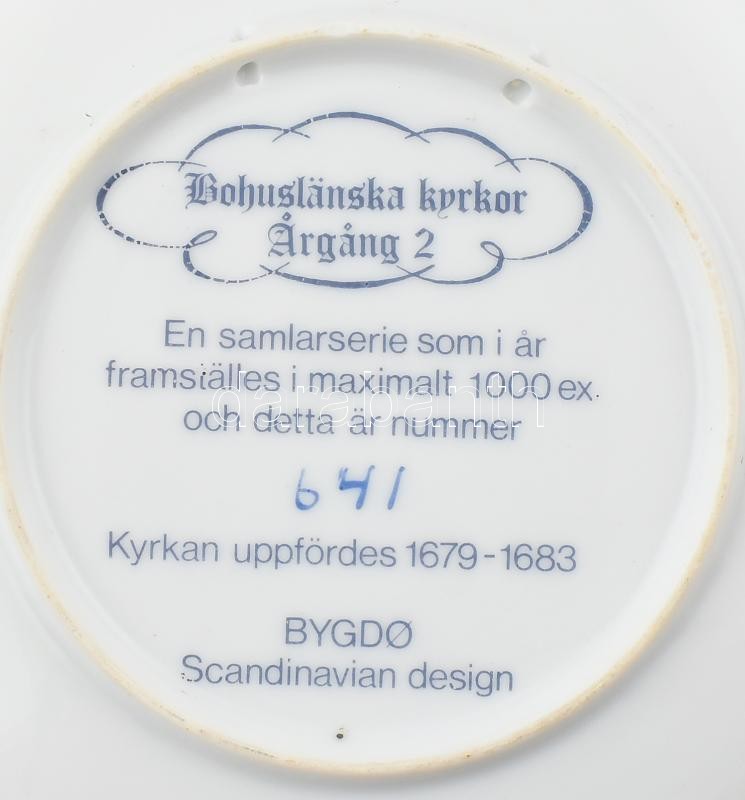 Bohuslänska kyrkor
Årgång 2
En samlarserie som i år
framställes i maximalt 1000 ex.
och detta är nummer
641
Kyrkan uppfördes 1679-1683
BYGDØ
Scandinavian design
darabanth